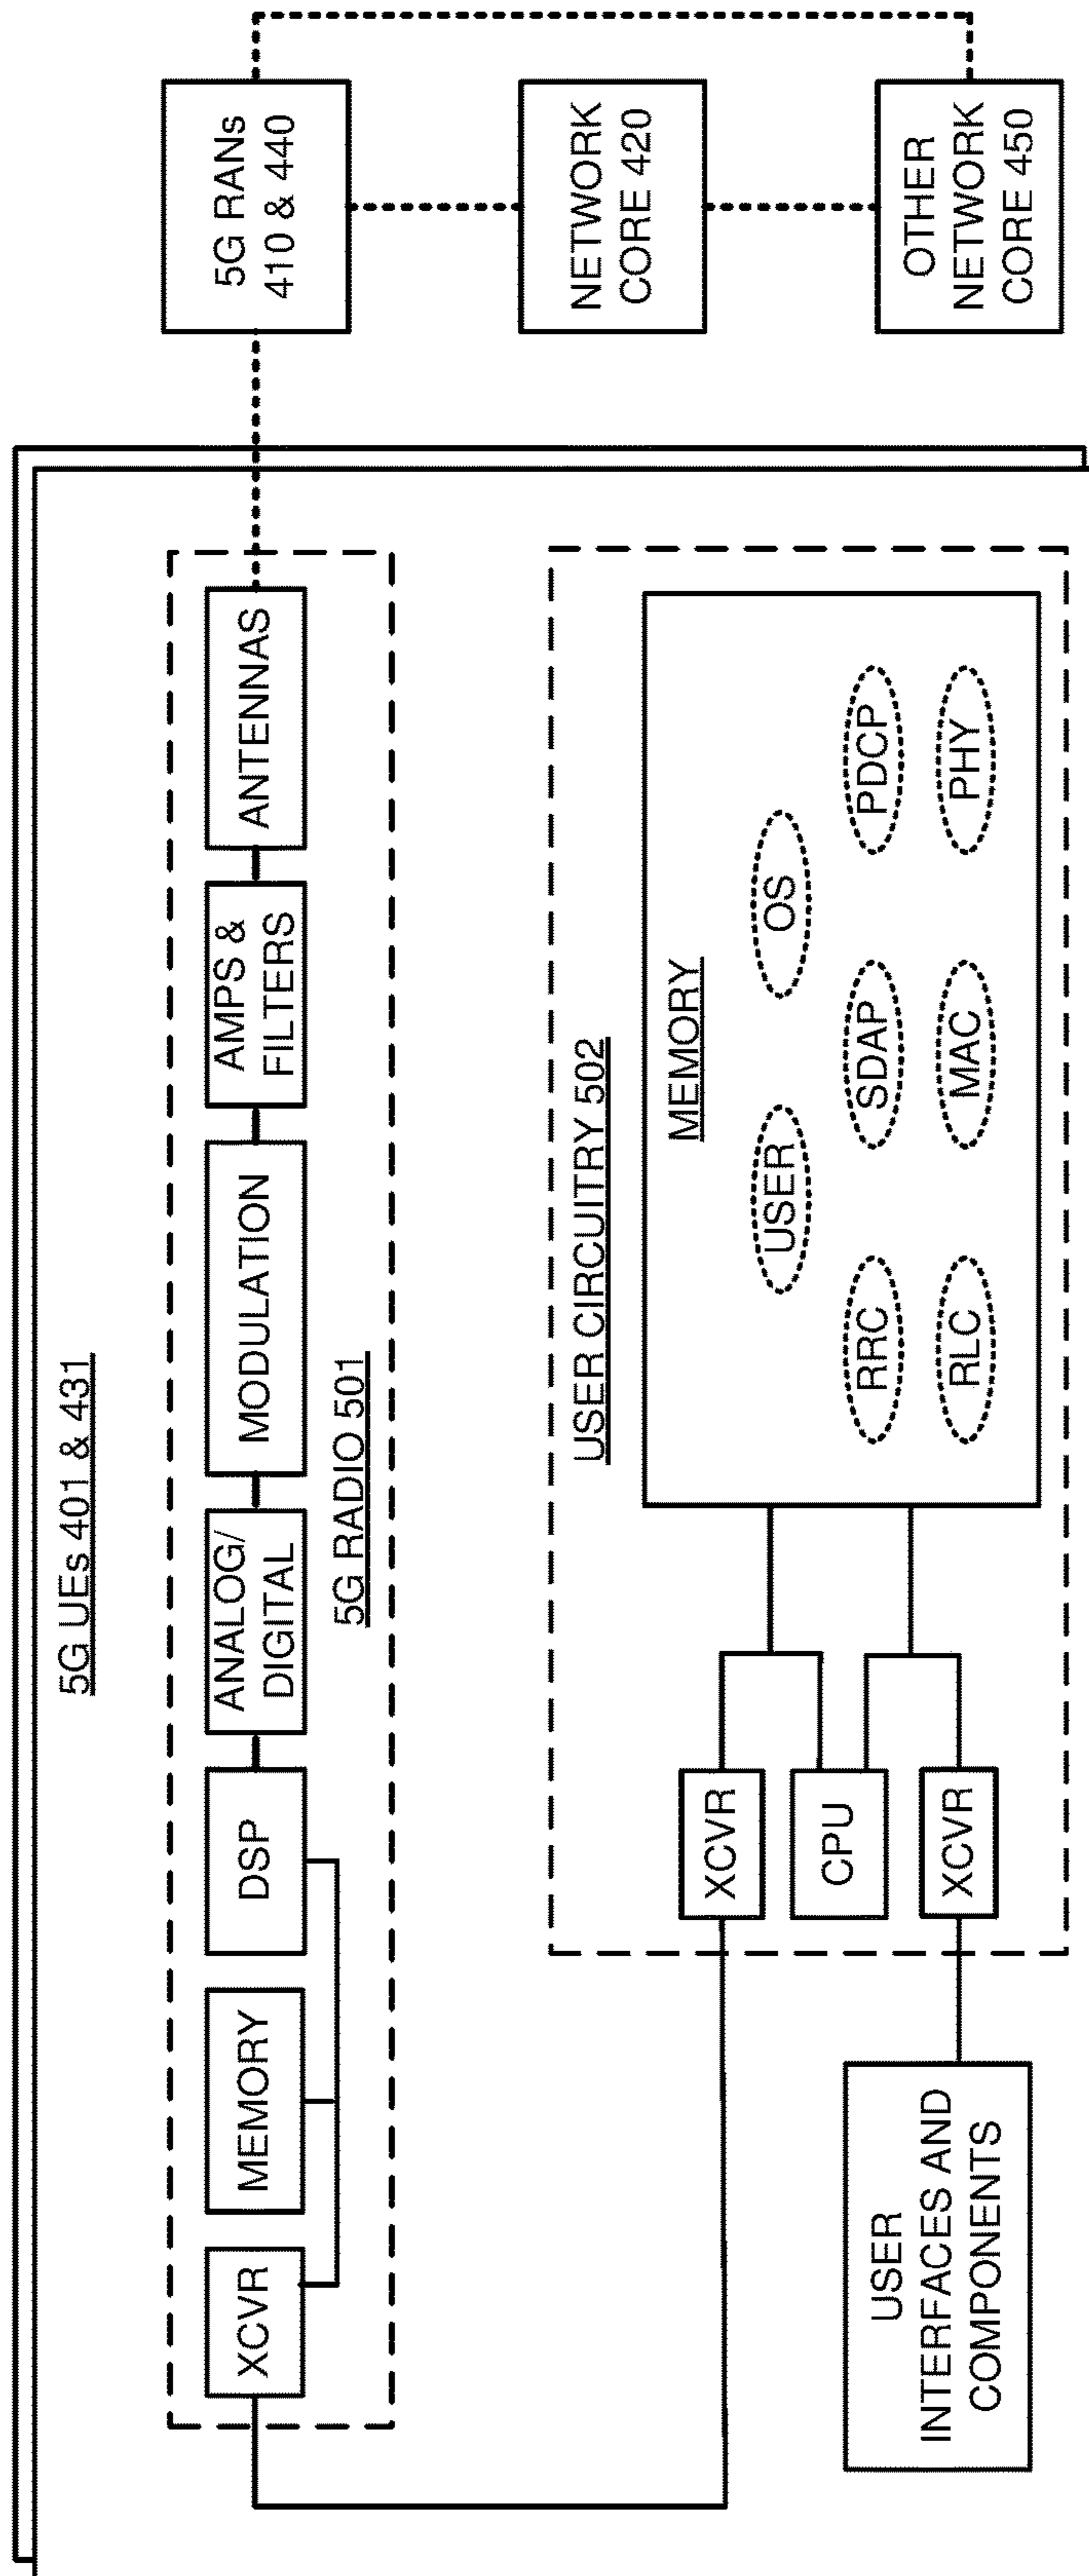 5G UEs 401 & 431
XCVR
MEMORY
DSP
ANALOG/
DIGITAL
MODULATION
AMPS &
FILTERS
ANTENNAS
5G RADIO 501
5G RANs
410 & 440
NETWORK
CORE 420
OTHER
NETWORK
CORE 450
USER CIRCUITRY 502
XCVR
CPU
XCVR
MEMORY
USER
OS
RRC
SDAP
PDCP
RLC
MAC
PHY
USER
INTERFACES AND
COMPONENTS